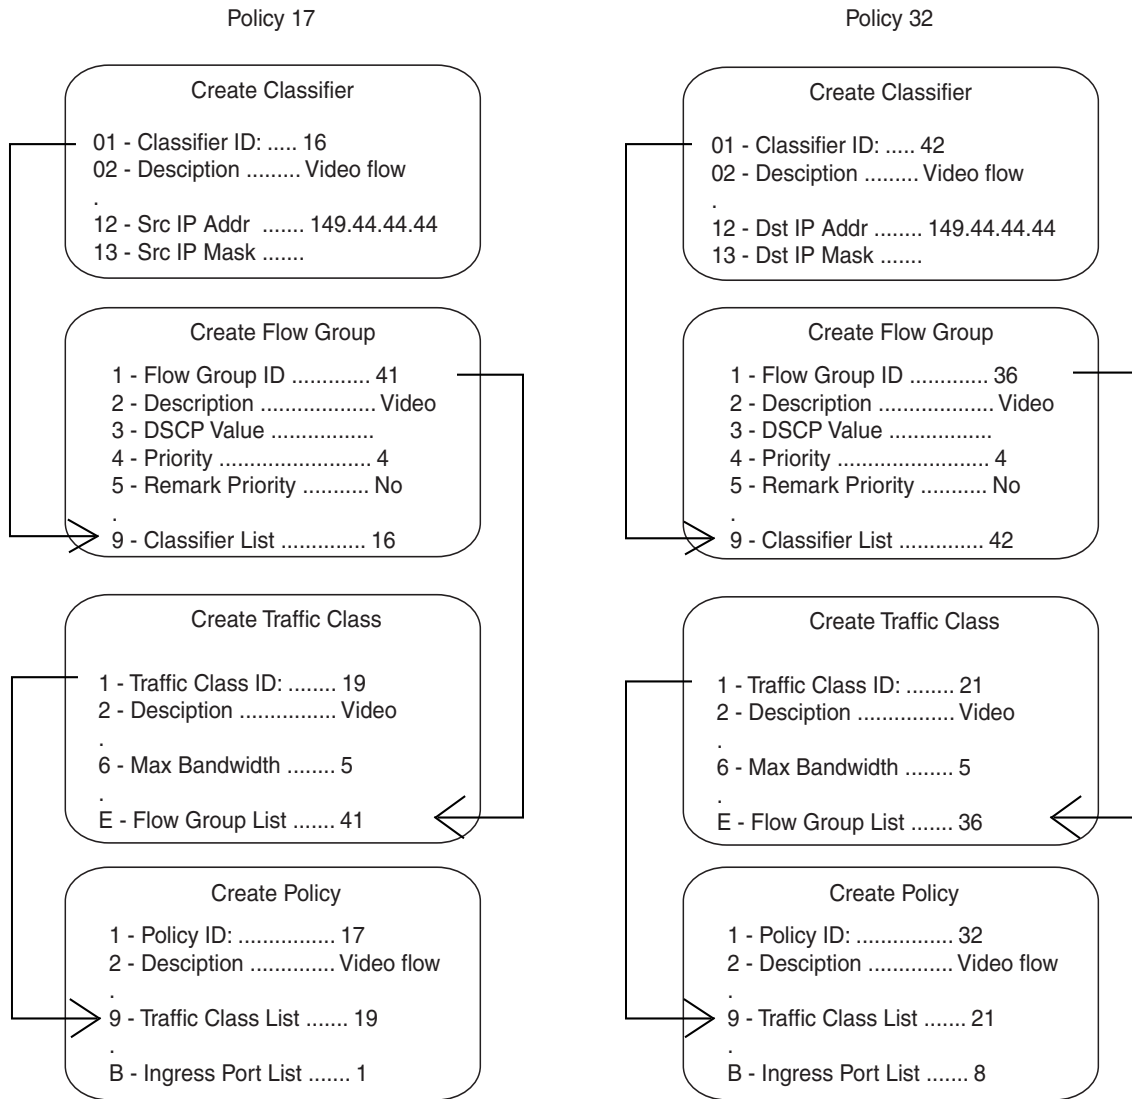 Policy 17
Create Classifier
01 - Classifier ID: ..... 16
02 - Desciption ......... Video flow
.
12 - Src IP Addr ....... 149.44.44.44
13 - Src IP Mask .......
Create Flow Group
1 - Flow Group ID ............. 41
2 - Description ................... Video
3 - DSCP Value .................
4 - Priority ......................... 4
5 - Remark Priority ........... No
.
9 - Classifier List .............. 16
Create Traffic Class
1 - Traffic Class ID: ........ 19
2 - Desciption ................ Video
.
6 - Max Bandwidth ........ 5
.
E - Flow Group List ....... 41
Create Policy
1 - Policy ID: ................ 17
2 - Desciption .............. Video flow
.
9 - Traffic Class List ....... 19
.
B - Ingress Port List ....... 1
Policy 32
Create Classifier
01 - Classifier ID: ..... 42
02 - Desciption ......... Video flow
.
12 - Dst IP Addr ........ 149.44.44.44
13 - Dst IP Mask .......
Create Flow Group
1 - Flow Group ID ............. 36
2 - Description ................... Video
3 - DSCP Value .................
4 - Priority ......................... 4
5 - Remark Priority ........... No
.
9 - Classifier List .............. 42
Create Traffic Class
1 - Traffic Class ID: ........ 21
2 - Desciption ................ Video
.
6 - Max Bandwidth ........ 5
.
E - Flow Group List ....... 36
Create Policy
1 - Policy ID: ................ 32
2 - Desciption .............. Video flow
.
9 - Traffic Class List ....... 21
.
B - Ingress Port List ....... 8